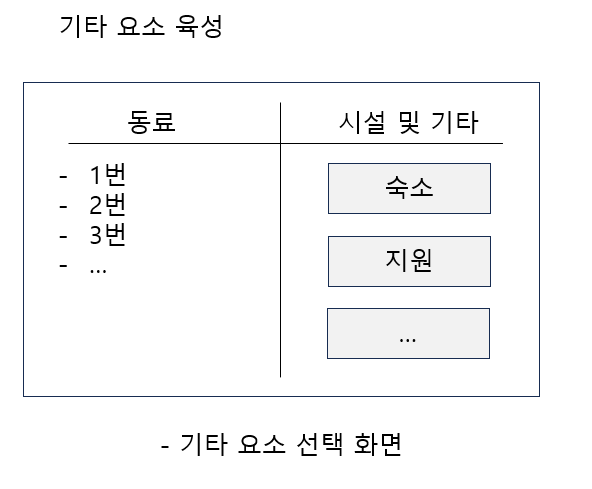 기타 요소 육성
동료
- 1번
- 2번
- 3번
- ...
시설 및 기타
숙소
지원
...
- 기타 요소 선택 화면